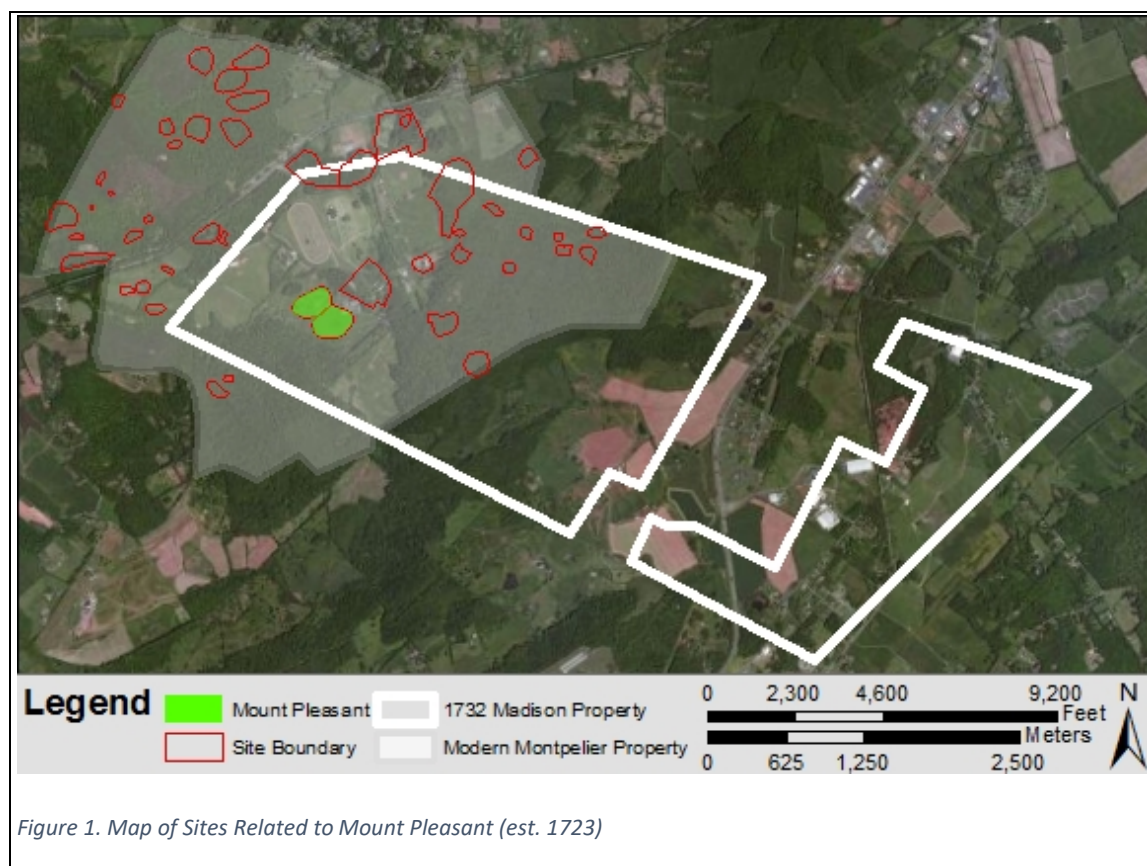 Legend
Mount Pleasant
1732 Madison Property
Site Boundary
Modern Montpelier Property
0 2,300 4,600 9,200
Feet
Meters
0 625 1,250 2,500
N
Figure 1. Map of Sites Related to Mount Pleasant (est. 1723)